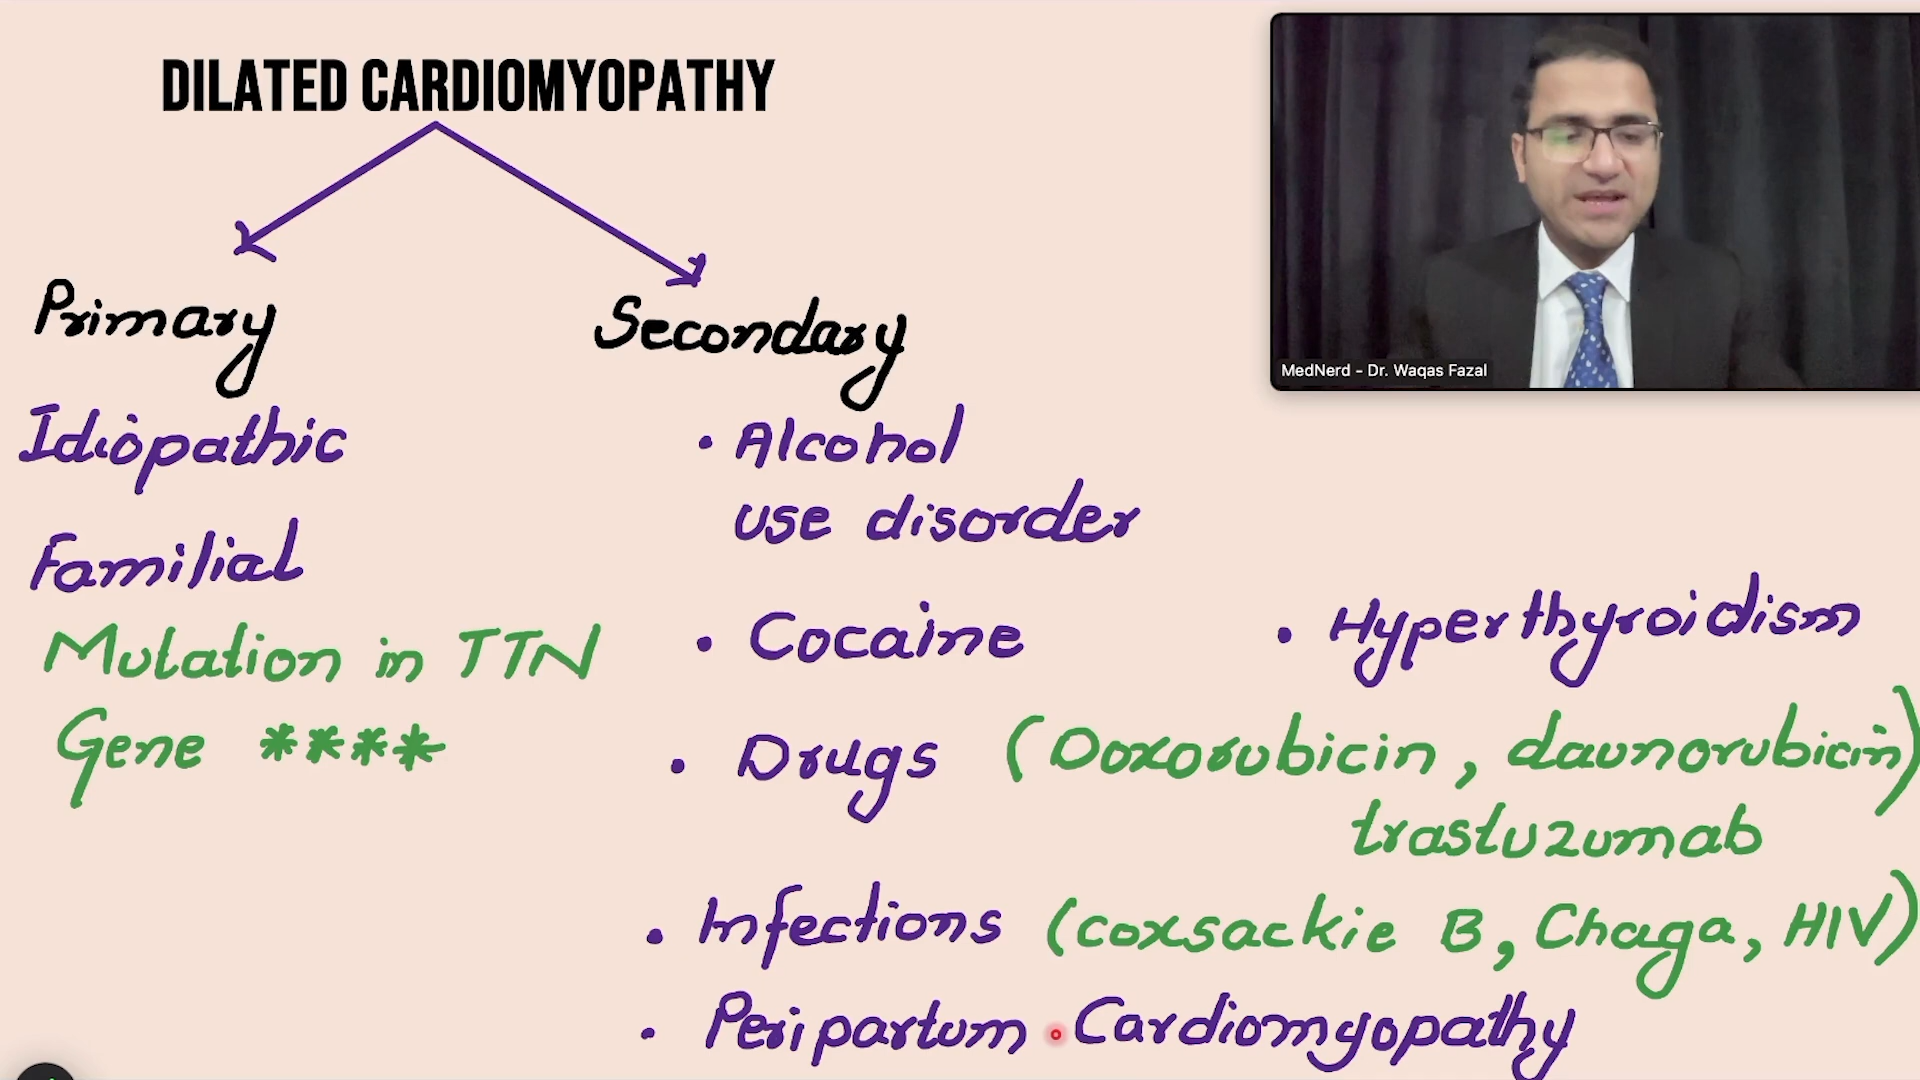 DILATED CARDIOMYOPATHY
MedNerd - Dr. Waqas Fazal
Primary
Idiopathic
Familial
Mutation in TTN
Gene ****
Secondary
• Alcohol
use disorder
• Cocaine
• Hyperthyroidism
• Drugs (Doxorubicin, daunorubicin)
trastuzumab
• Infections (coxsackie B, Chaga, HIV)
• Peripartum Cardiomyopathy